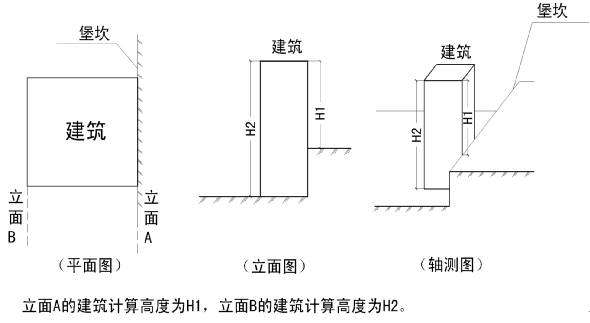 堡坎
建筑
立
面
B
立
面
A
（平面图）
建筑
H2
H1
（立面图）
堡坎
建筑
H2
H1
（轴测图）
立面A的建筑计算高度为H1，立面B的建筑计算高度为H2。